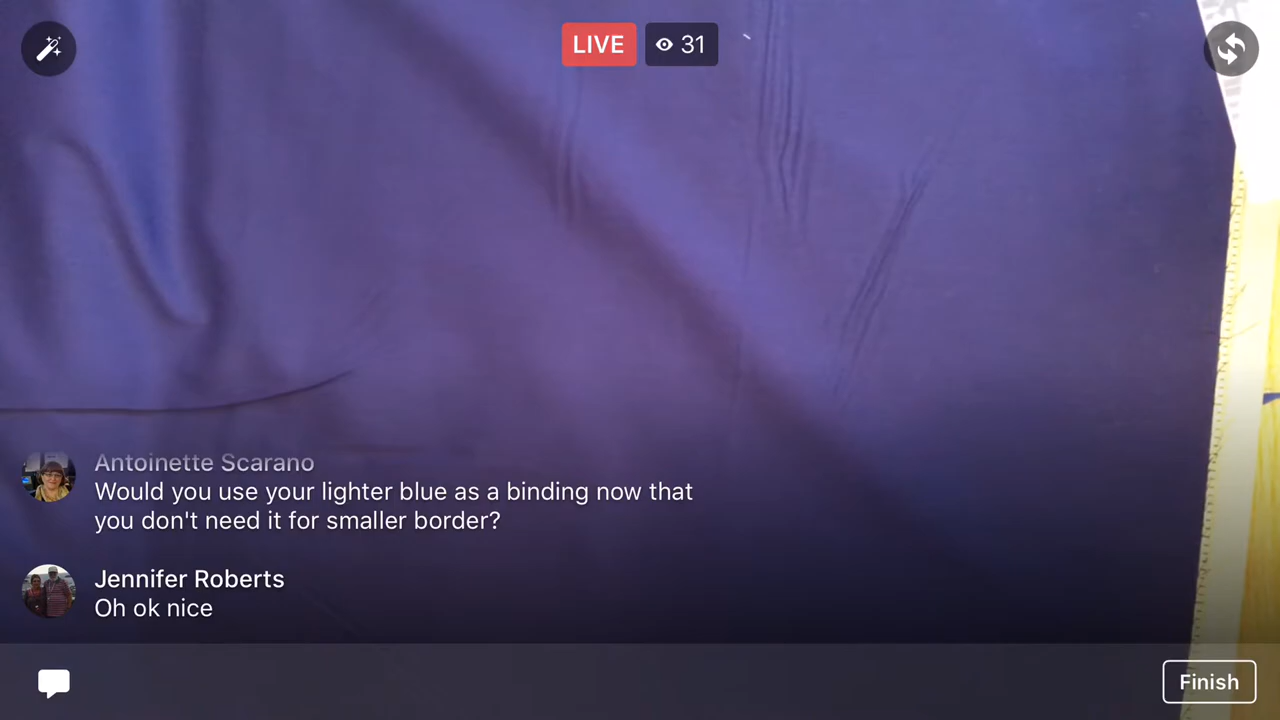 LIVE 31
Antoinette Scarano
Would you use your lighter blue as a binding now that
you don't need it for smaller border?
Jennifer Roberts
Oh ok nice
Finish